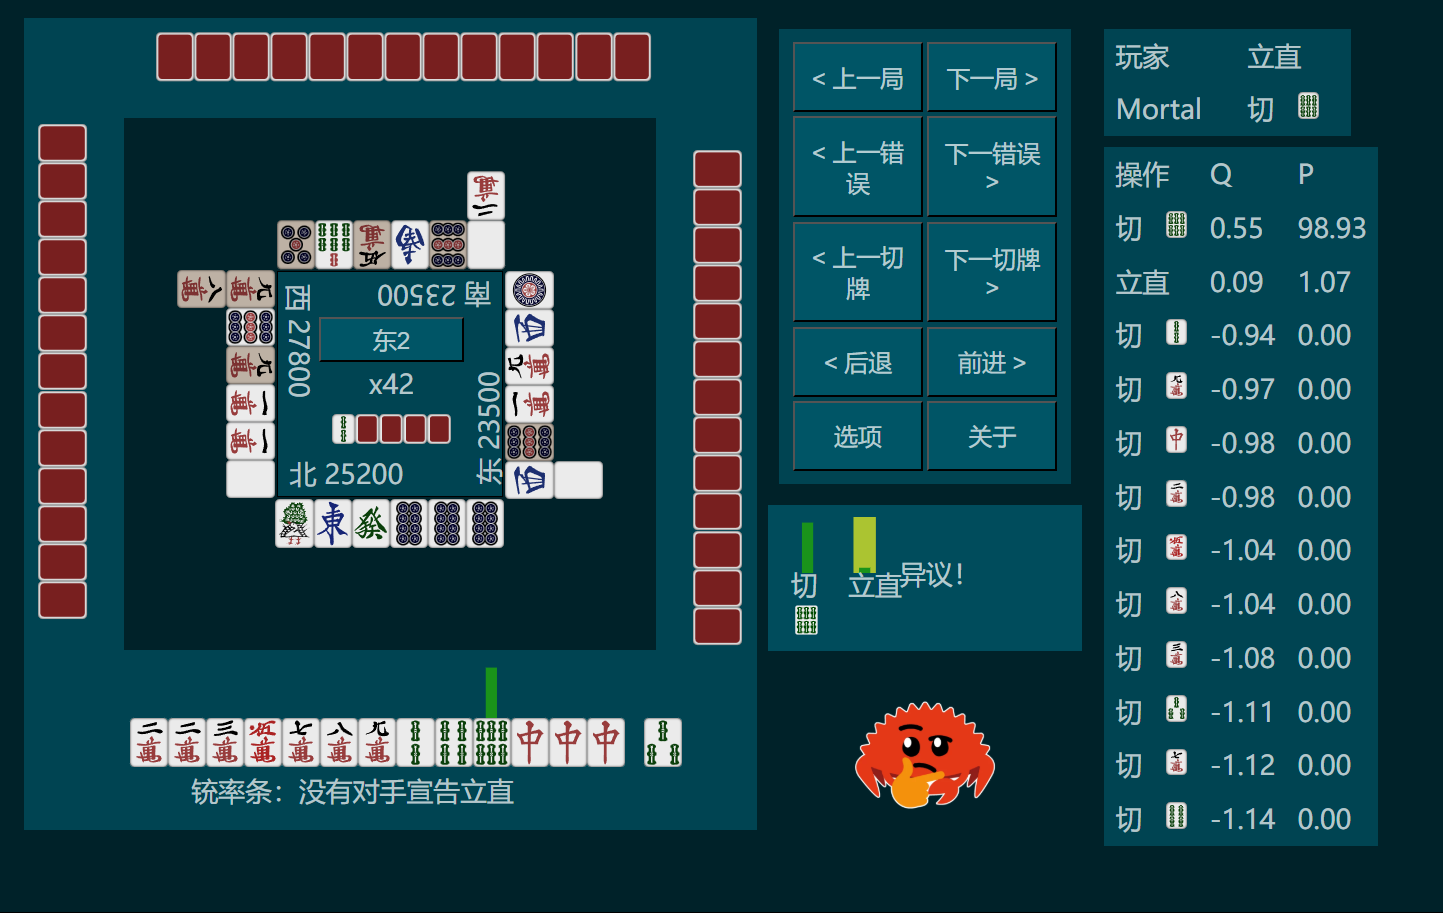 南 23500
西 27800
东2
x42
东 23500
北 25200
铳率条：没有对手宣告立直
< 上一局
下一局 >
< 上一错
误
下一错误
>
< 上一切
牌
下一切牌
>
< 后退
前进 >
选项
关于
切
立直
异议！
玩家 立直
Mortal 切
操作 Q P
切 0.55 98.93
立直 0.09 1.07
切 -0.94 0.00
切 -0.97 0.00
切 -0.98 0.00
切 -0.98 0.00
切 -1.04 0.00
切 -1.04 0.00
切 -1.08 0.00
切 -1.11 0.00
切 -1.12 0.00
切 -1.14 0.00